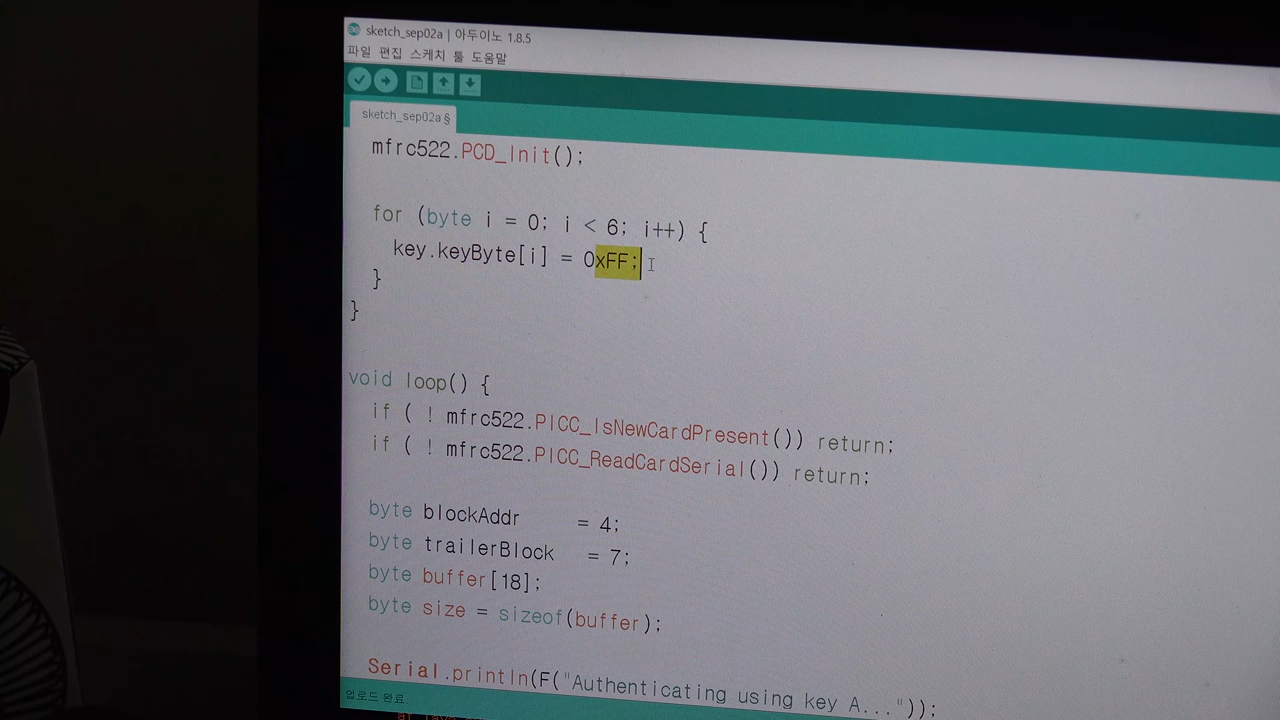 sketch_sep02a | 아두이노 1.8.5
파일 편집 스케치 툴 도움말
sketch_sep02a §
mfrc522.PCD_Init();
for (byte i = 0; i < 6; i++) {
key.keyByte[i] = 0xFF;
}
}
void loop() {
if ( ! mfrc522.PICC_IsNewCardPresent()) return;
if ( ! mfrc522.PICC_ReadCardSerial()) return;
byte blockAddr = 4;
byte trailerBlock = 7;
byte buffer[18];
byte size = sizeof(buffer);
Serial.println(F("Authenticating using key A..."));
업로드 완료